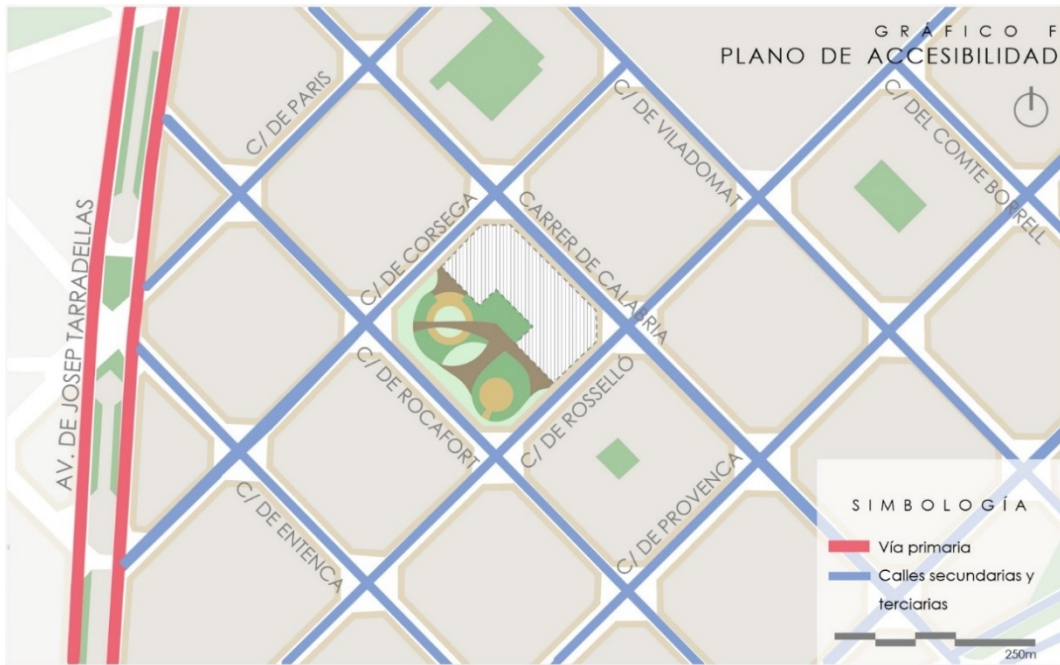 GRÁFICO F
PLANO DE ACCESIBILIDAD
C/ DE PARIS
C/ DE VILADOMAT
C/ DEL COMTE BORRELL
AV. DE JOSEP TARRADELLAS
C/ DE CORSEGA
CARRER DE CALABRIA
C/ DE ROCAFORT
C/ DE ROSSELLÓ
C/ DE ENTENCA
C/ DE PROVENCA
SIMBOLOGÍA
Vía primaria
Calles secundarias y
terciarias
250m